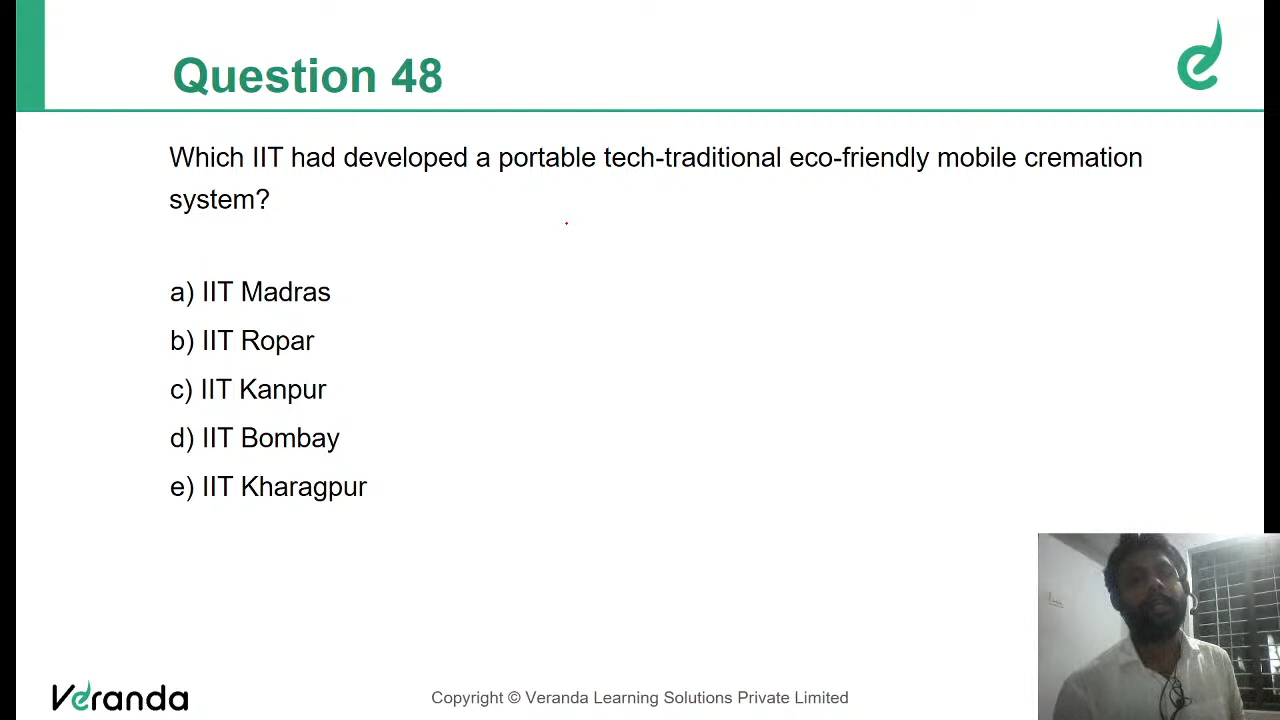 Question 48
Which IIT had developed a portable tech-traditional eco-friendly mobile cremation
system?
a) IIT Madras
b) IIT Ropar
c) IIT Kanpur
d) IIT Bombay
e) IIT Kharagpur
Veranda
Copyright © Veranda Learning Solutions Private Limited